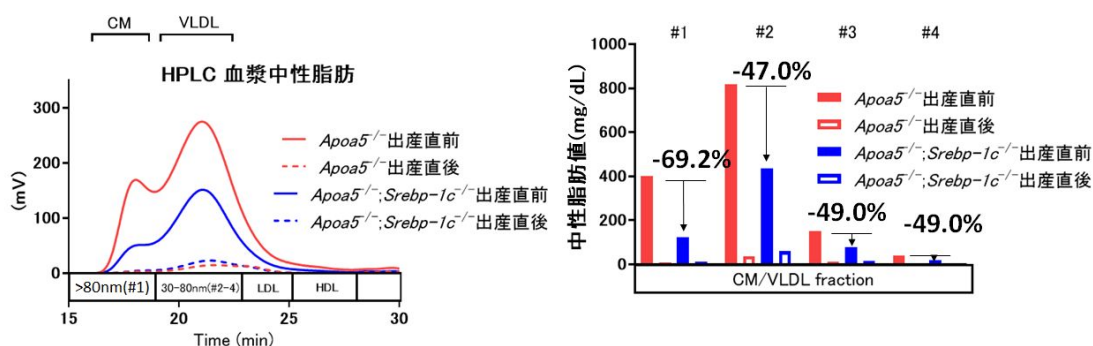 CM VLDL
HPLC 血漿中性脂肪
(mV)
300
200
100
0
Apoa5-/-出産直前
Apoa5-/-出産直後
Apoa5-/-;Srebp-1c-/-出産直前
Apoa5-/-;Srebp-1c-/-出産直後
>80nm(#1) 30-80nm(#2-4) LDL HDL
15 20 25 30
Time (min)
#1 #2 #3 #4
中性脂肪値(mg/dL)
1000
800
600
400
200
0
-69.2%
-47.0%
-49.0%
-49.0%
Apoa5-/-出産直前
Apoa5-/-出産直後
Apoa5-/-;Srebp-1c-/-出産直前
Apoa5-/-;Srebp-1c-/-出産直後
CM/VLDL fraction